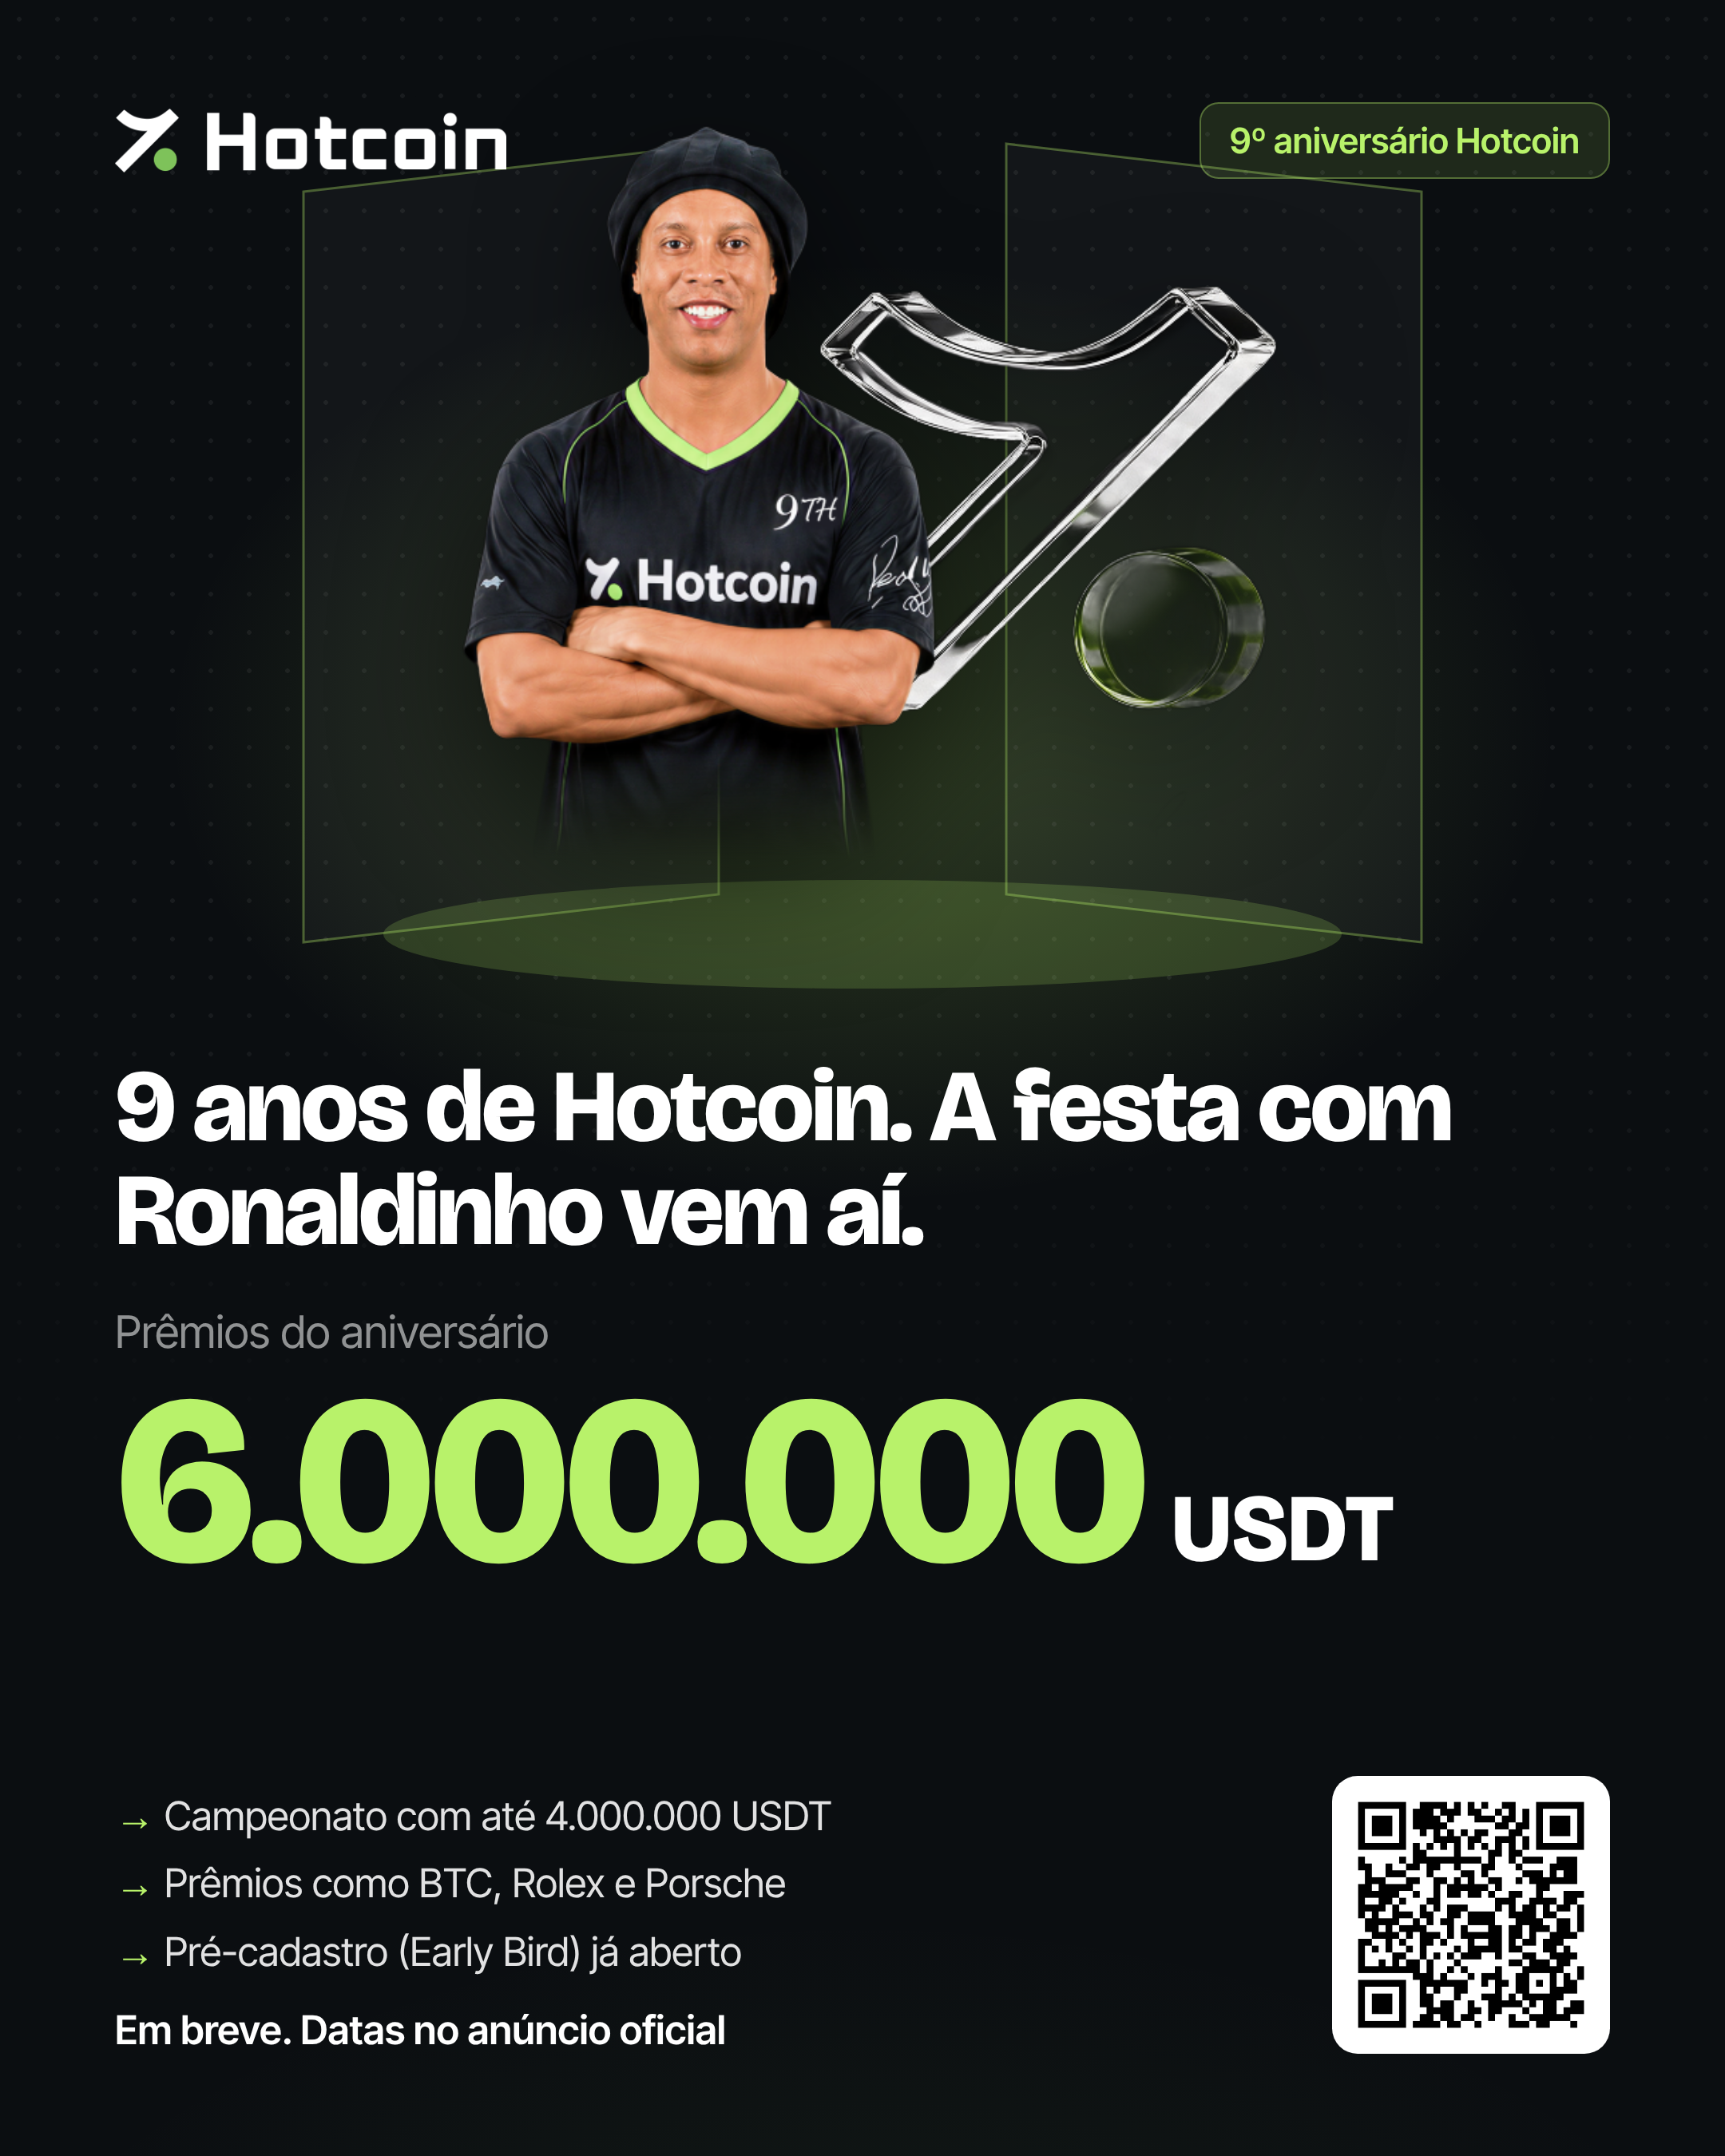 Hotcoin
9º aniversário Hotcoin
9TH
Hotcoin
9 anos de Hotcoin. A festa com
Ronaldinho vem aí.
Prêmios do aniversário
6.000.000 USDT
→ Campeonato com até 4.000.000 USDT
→ Prêmios como BTC, Rolex e Porsche
→ Pré-cadastro (Early Bird) já aberto
Em breve. Datas no anúncio oficial